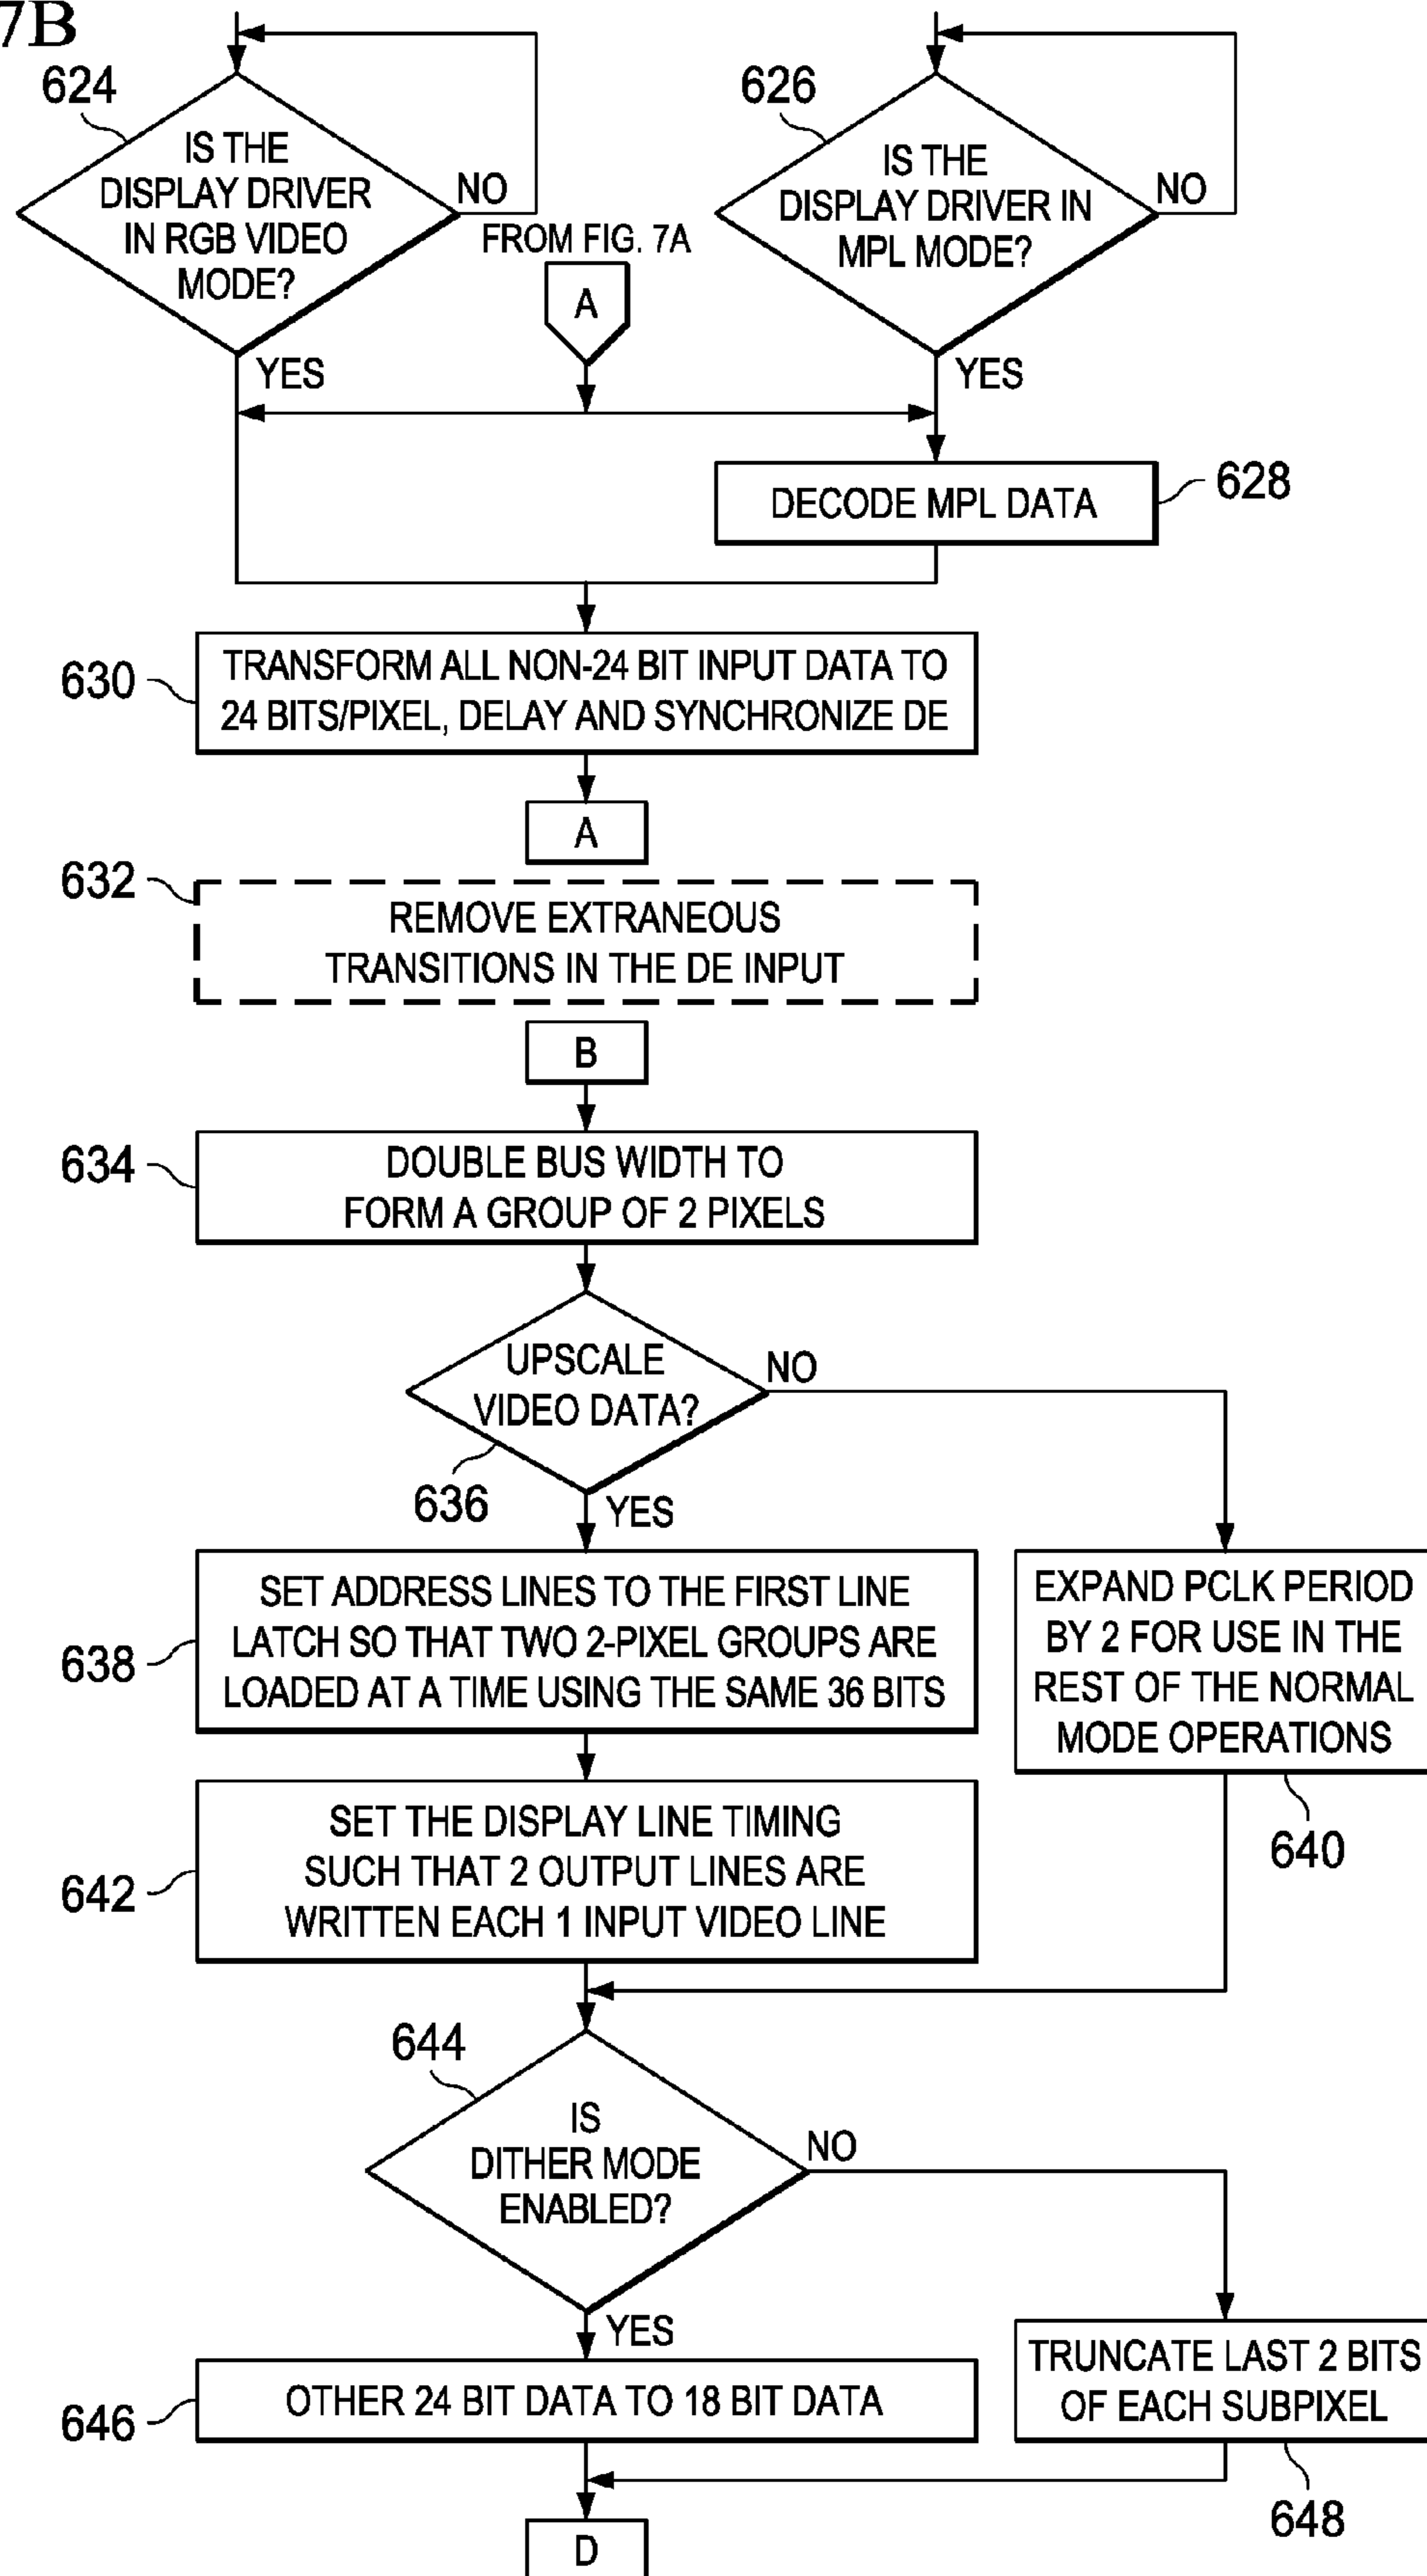 7B
624
IS THE
DISPLAY DRIVER
IN RGB VIDEO
MODE?
NO
YES
626
IS THE
DISPLAY DRIVER IN
MPL MODE?
NO
YES
FROM FIG. 7A
A
DECODE MPL DATA
628
630
TRANSFORM ALL NON-24 BIT INPUT DATA TO
24 BITS/PIXEL, DELAY AND SYNCHRONIZE DE
A
632
REMOVE EXTRANEOUS
TRANSITIONS IN THE DE INPUT
B
634
DOUBLE BUS WIDTH TO
FORM A GROUP OF 2 PIXELS
UPSCALE
VIDEO DATA?
NO
636
YES
638
SET ADDRESS LINES TO THE FIRST LINE
LATCH SO THAT TWO 2-PIXEL GROUPS ARE
LOADED AT A TIME USING THE SAME 36 BITS
EXPAND PCLK PERIOD
BY 2 FOR USE IN THE
REST OF THE NORMAL
MODE OPERATIONS
640
642
SET THE DISPLAY LINE TIMING
SUCH THAT 2 OUTPUT LINES ARE
WRITTEN EACH 1 INPUT VIDEO LINE
644
IS
DITHER MODE
ENABLED?
NO
YES
646
OTHER 24 BIT DATA TO 18 BIT DATA
TRUNCATE LAST 2 BITS
OF EACH SUBPIXEL
648
D